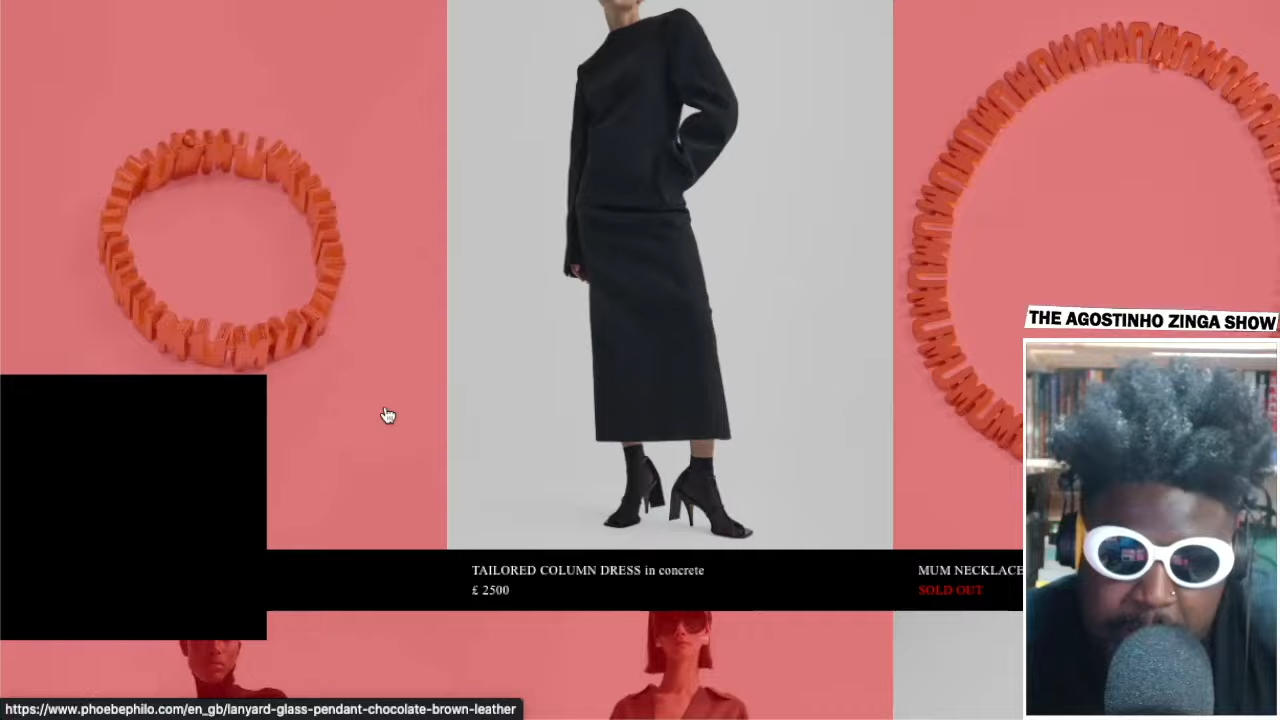 THE AGOSTINHO ZINGA SHOW
TAILORED COLUMN DRESS in concrete
£ 2500
MUM NECKLACE
SOLD OUT
https://www.phoebephilo.com/en_gb/lanyard-glass-pendant-chocolate-brown-leather